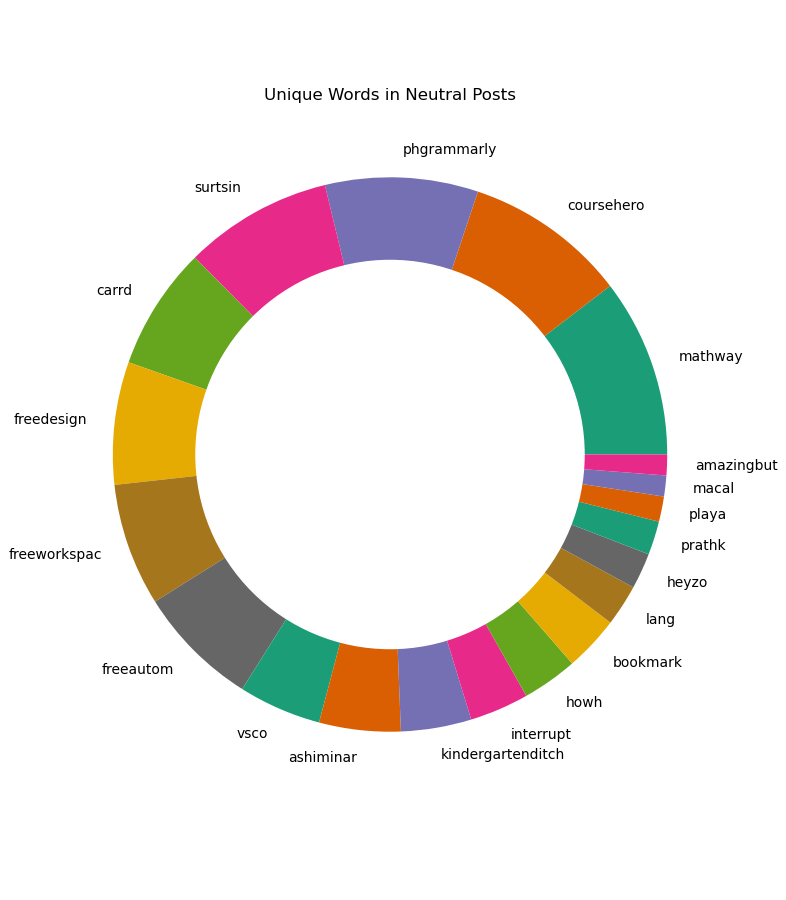 Unique Words in Neutral Posts
phgrammarly
surtsin
coursehero
carrd
mathway
freedesign
amazingbut
macal
playa
prathk
freeworkspac
heyzo
lang
bookmark
freeautom
howh
vsco
interrupt
kindergartenditch
ashiminar